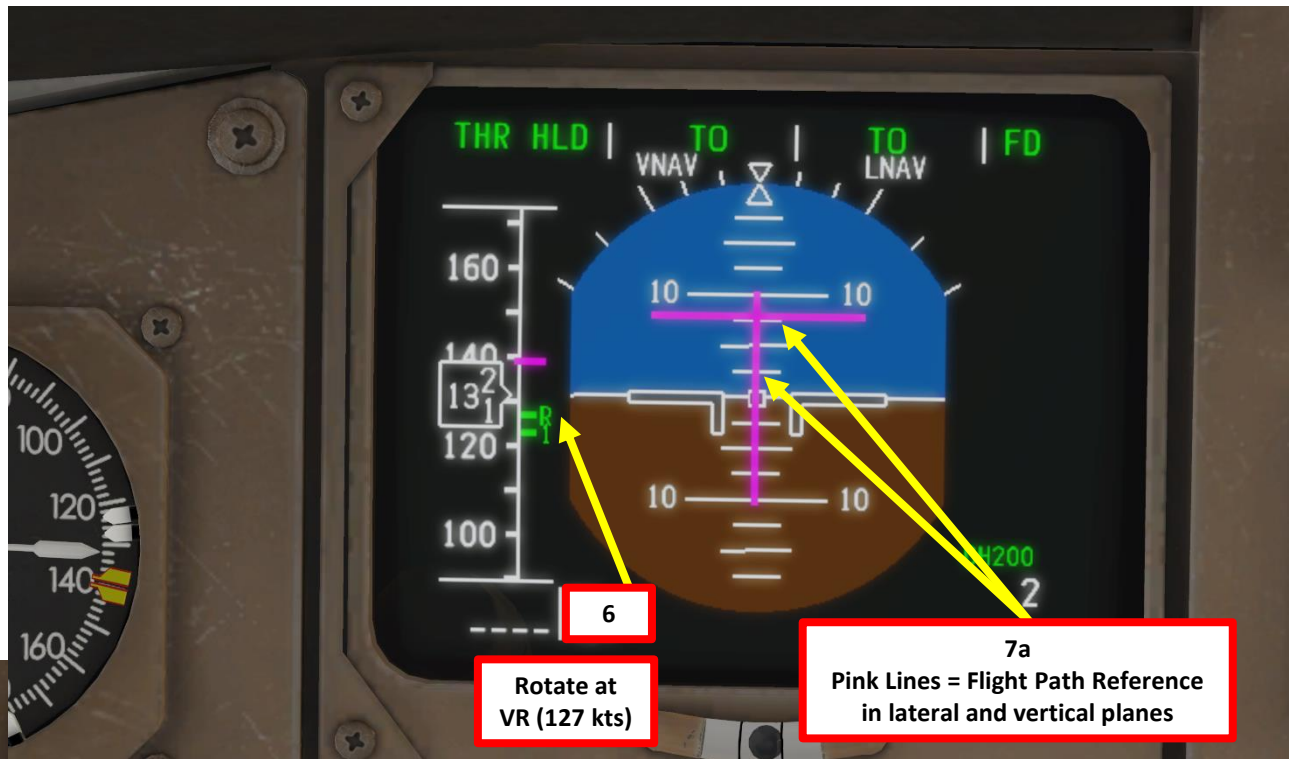 THR HLD | TO | TO | FD
VNAV LNAV
160
10 10
140
2
13
1
R
1
120
10 10
100
H200
2
----
100
120
140
160
6
Rotate at
VR (127 kts)
7a
Pink Lines = Flight Path Reference
in lateral and vertical planes